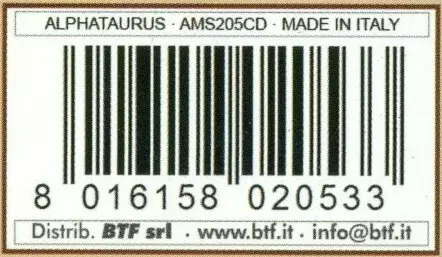 ALPHATAURUS · AMS205CD · MADE IN ITALY
8 016158 020533
Distrib. BTF srl · www.btf.it · info@btf.it